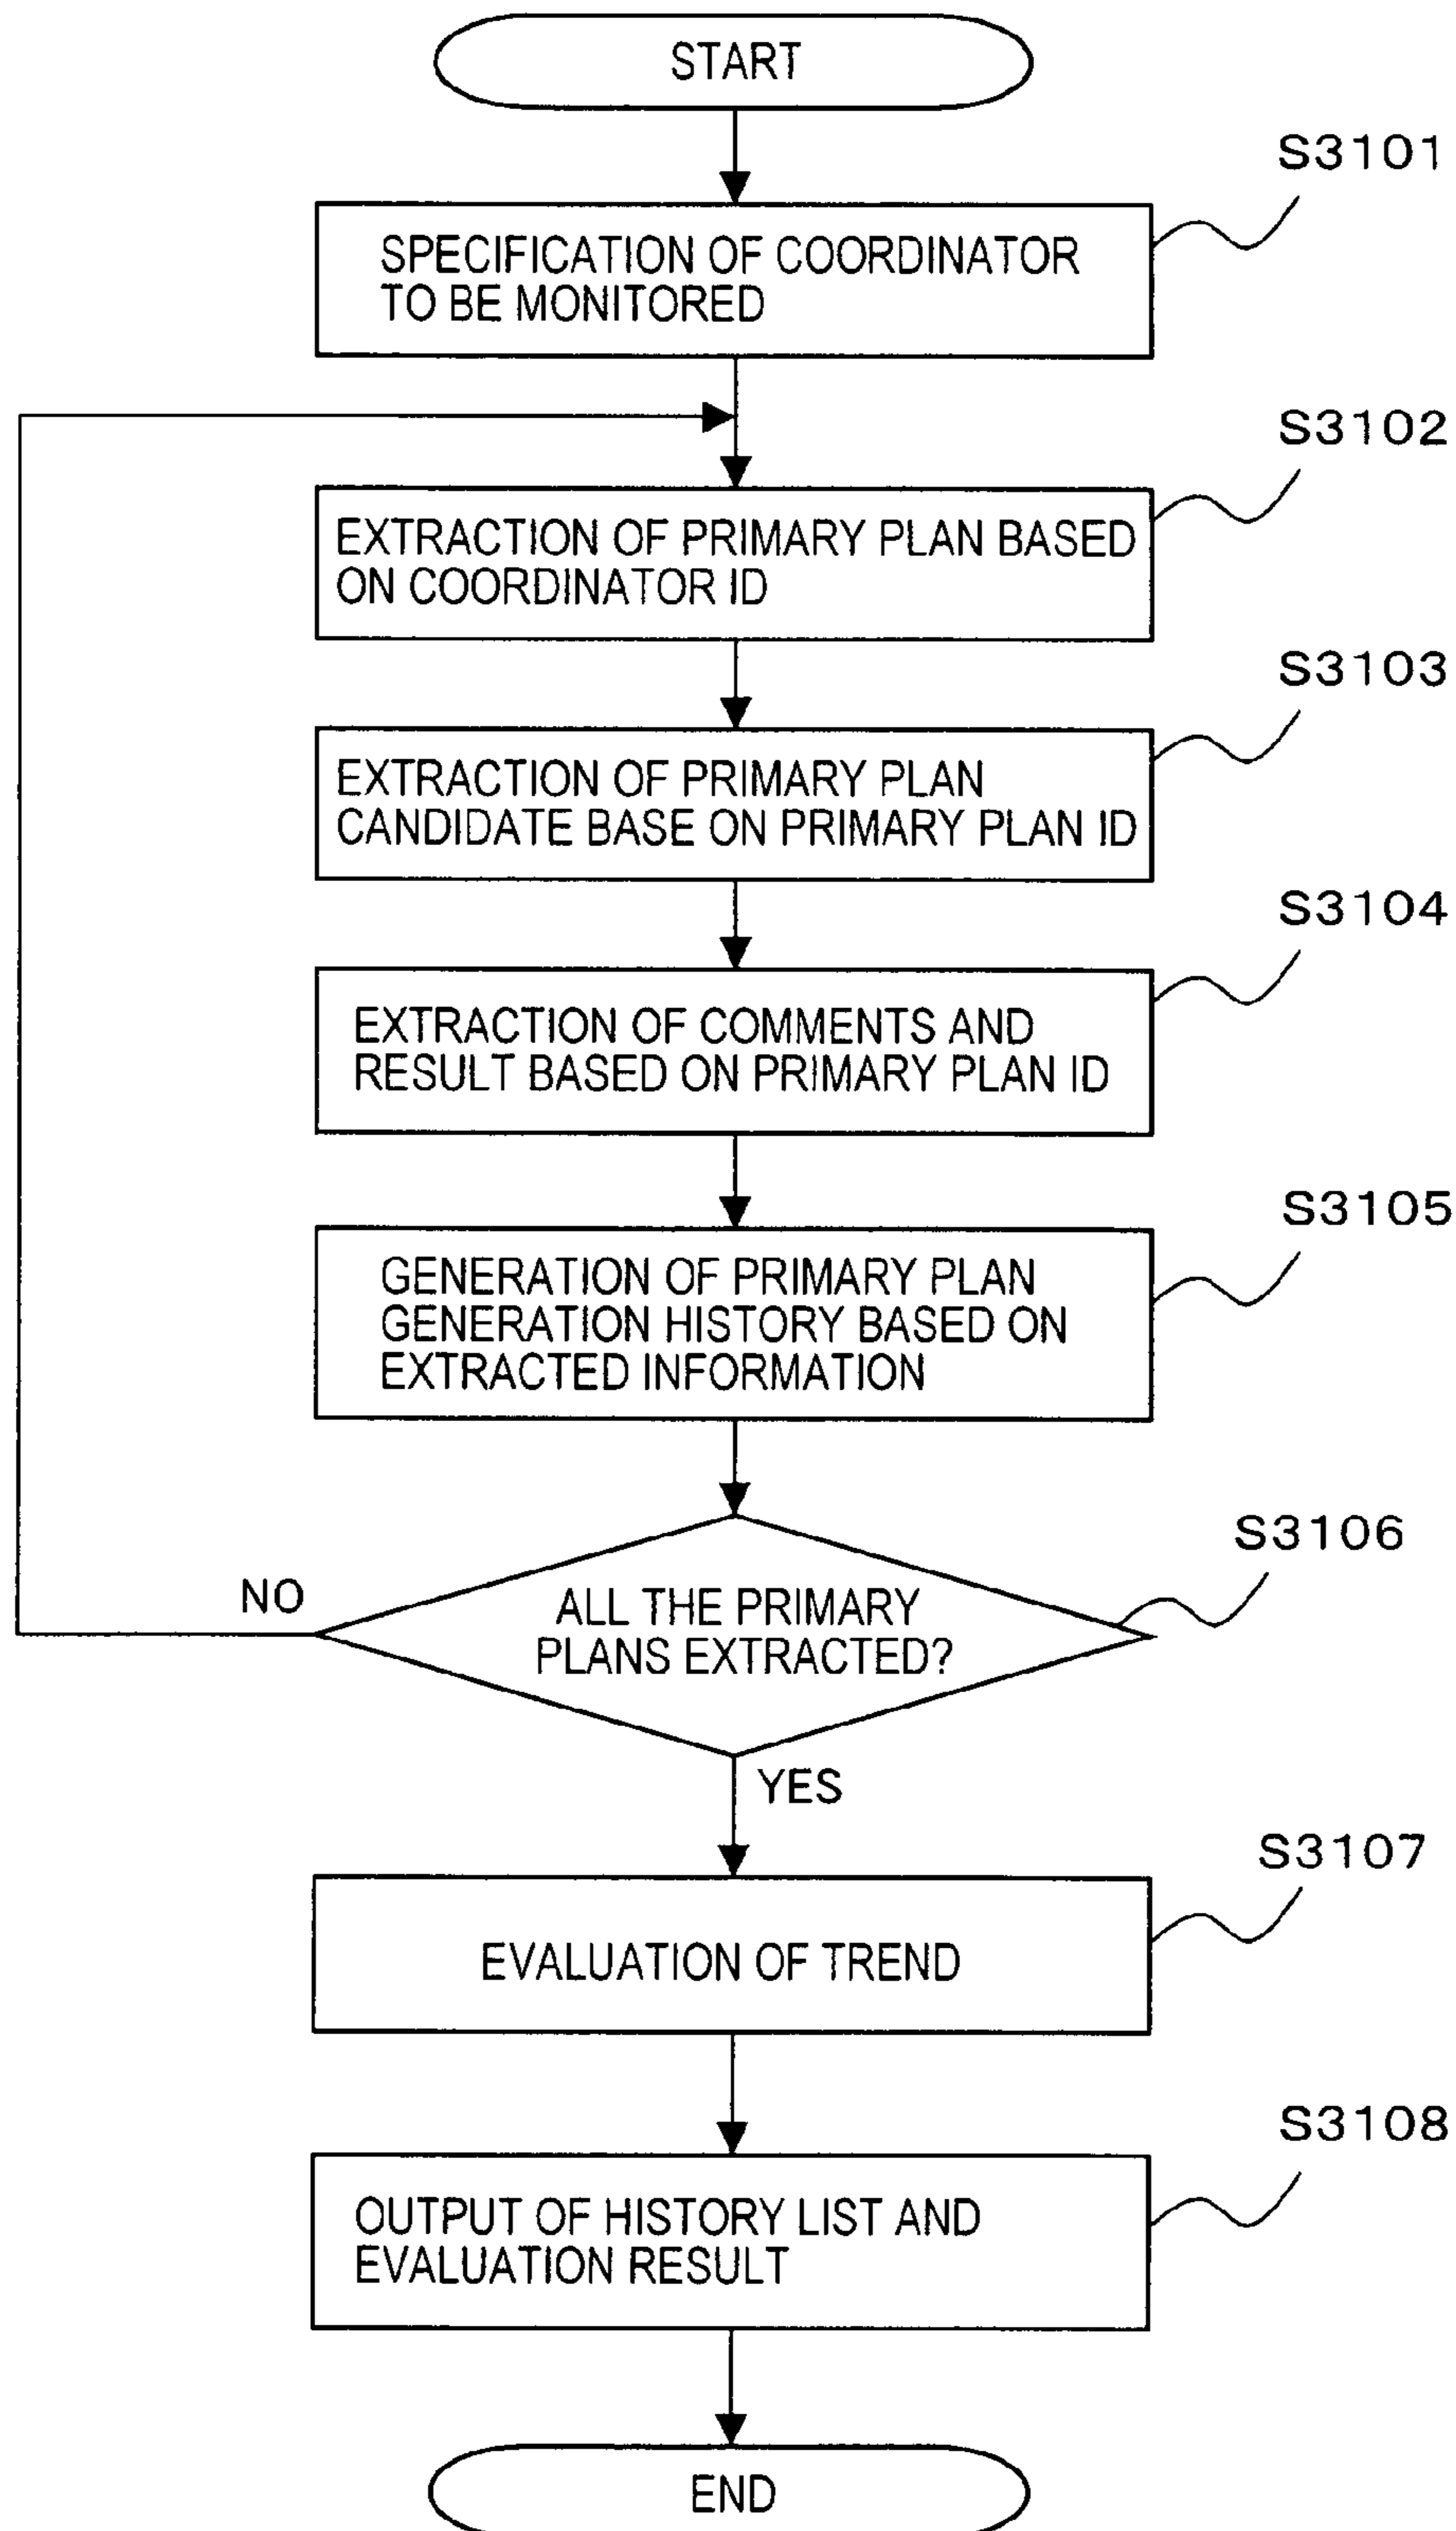 START
S3101
SPECIFICATION OF COORDINATOR
TO BE MONITORED
S3102
EXTRACTION OF PRIMARY PLAN BASED
ON COORDINATOR ID
S3103
EXTRACTION OF PRIMARY PLAN
CANDIDATE BASE ON PRIMARY PLAN ID
S3104
EXTRACTION OF COMMENTS AND
RESULT BASED ON PRIMARY PLAN ID
S3105
GENERATION OF PRIMARY PLAN
GENERATION HISTORY BASED ON
EXTRACTED INFORMATION
S3106
NO
ALL THE PRIMARY
PLANS EXTRACTED?
YES
S3107
EVALUATION OF TREND
S3108
OUTPUT OF HISTORY LIST AND
EVALUATION RESULT
END